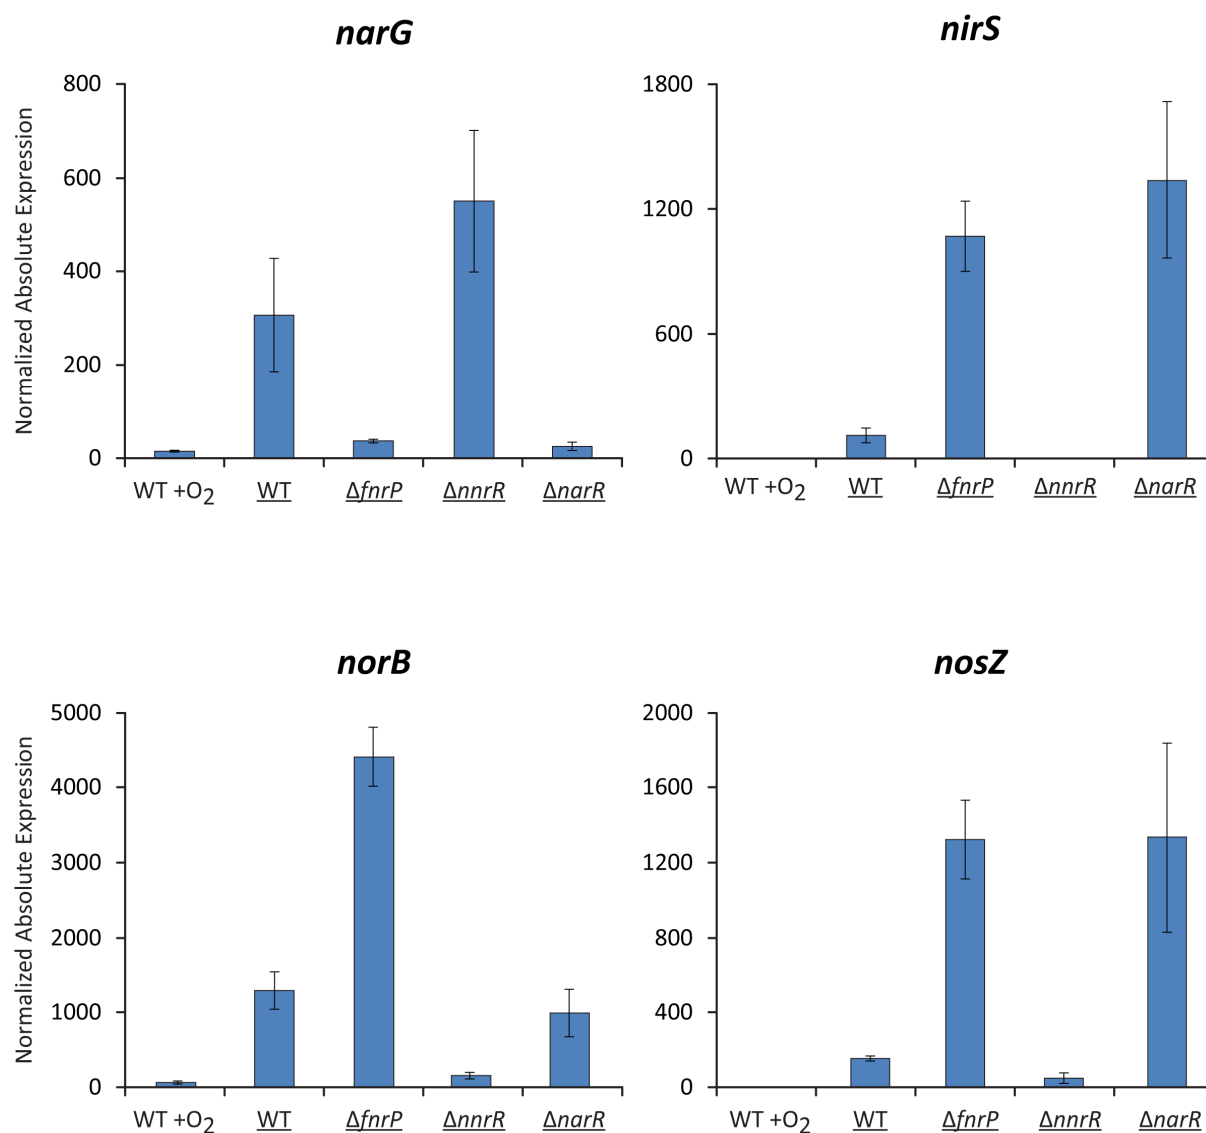 narG
Normalized Absolute Expression
800
600
400
200
0
WT +O2 WT ΔfnrP ΔnnrR ΔnarR
nirS
1800
1200
600
0
WT +O2 WT ΔfnrP ΔnnrR ΔnarR
norB
Normalized Absolute Expression
5000
4000
3000
2000
1000
0
WT +O2 WT ΔfnrP ΔnnrR ΔnarR
nosZ
2000
1600
1200
800
400
0
WT +O2 WT ΔfnrP ΔnnrR ΔnarR